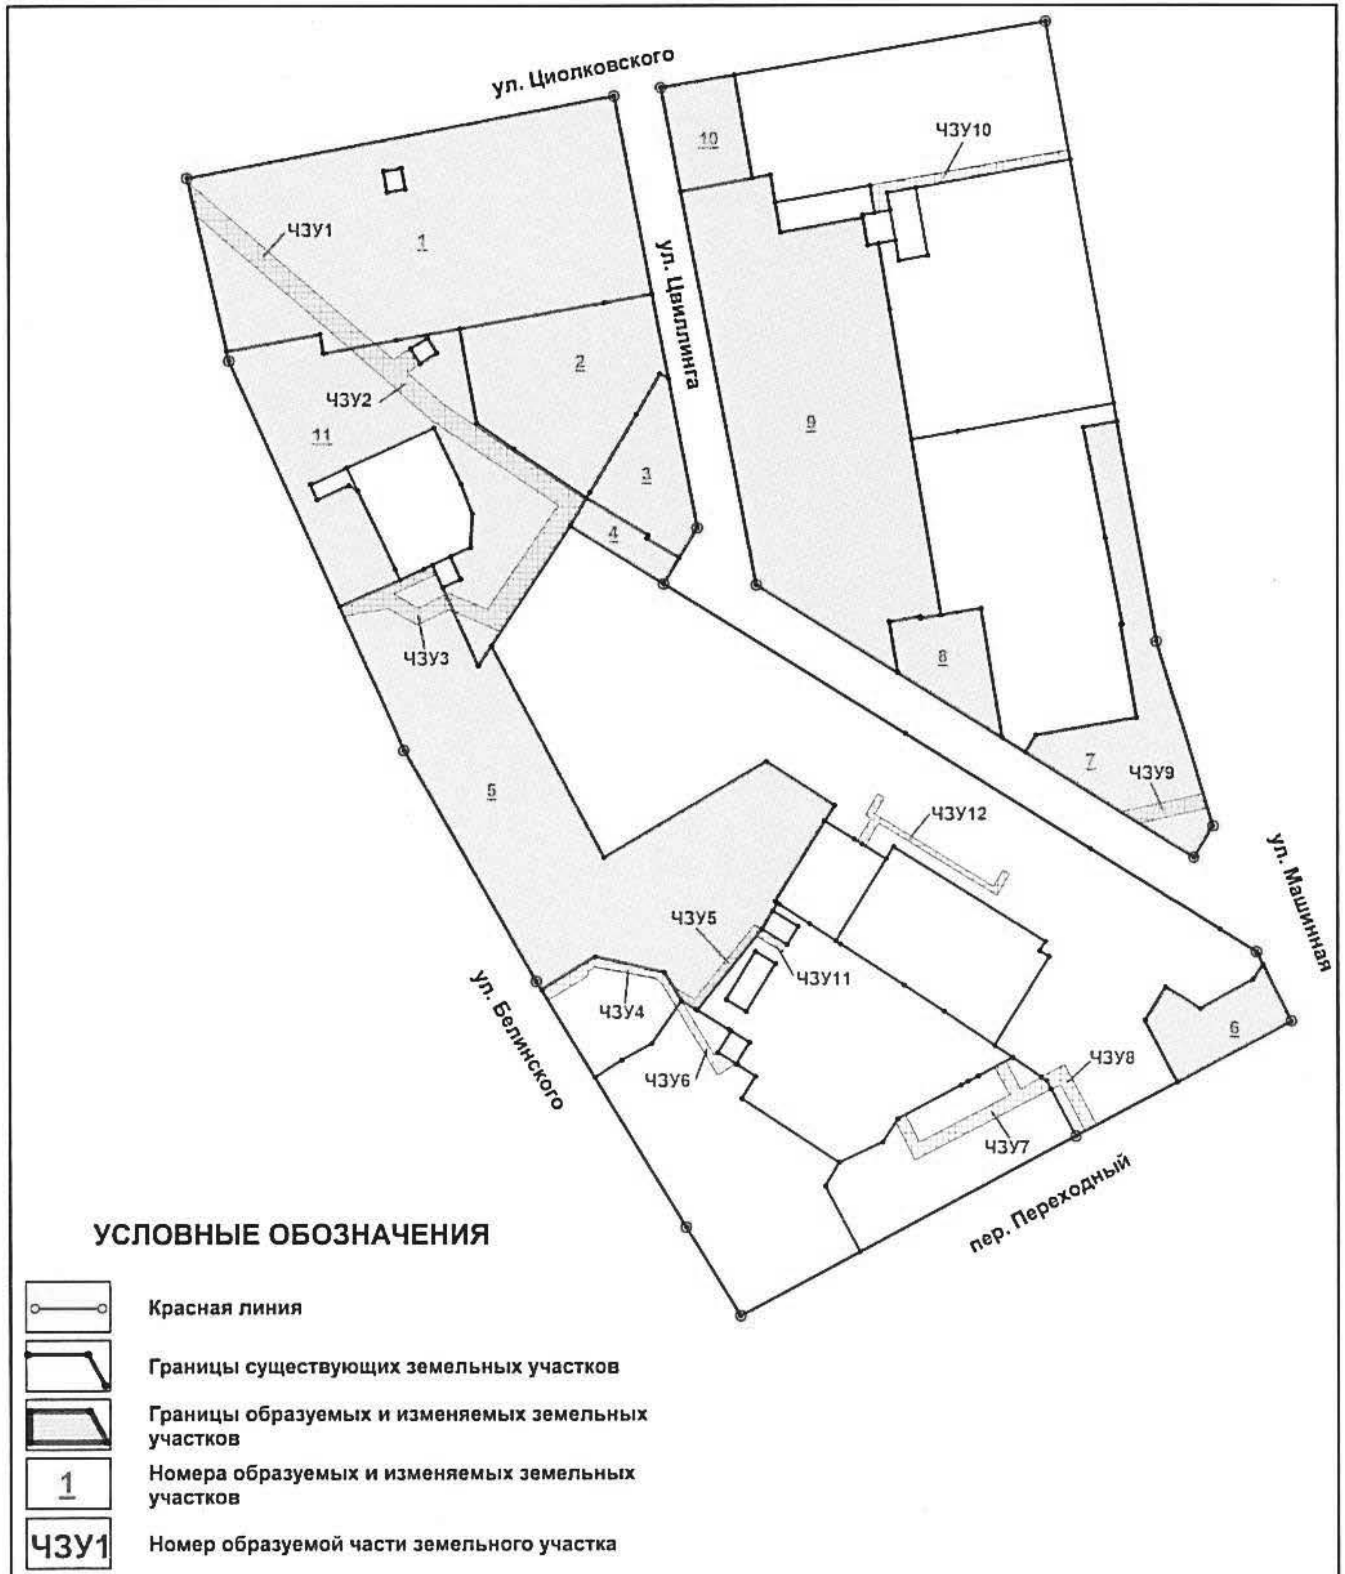 ул. Циолковского
10
ЧЗУ10
ЧЗУ1
1
ул. Цвиллинга
2
ЧЗУ2
11
9
3
4
ЧЗУ3
8
5
7
ЧЗУ9
ЧЗУ12
ул. Машинная
ЧЗУ5
ЧЗУ11
ул. Белинского
ЧЗУ4
6
ЧЗУ6
ЧЗУ8
ЧЗУ7
пер. Переходный
УСЛОВНЫЕ ОБОЗНАЧЕНИЯ
Красная линия
Границы существующих земельных участков
Границы образуемых и изменяемых земельных
участков
1
Номера образуемых и изменяемых земельных
участков
ЧЗУ1
Номер образуемой части земельного участка